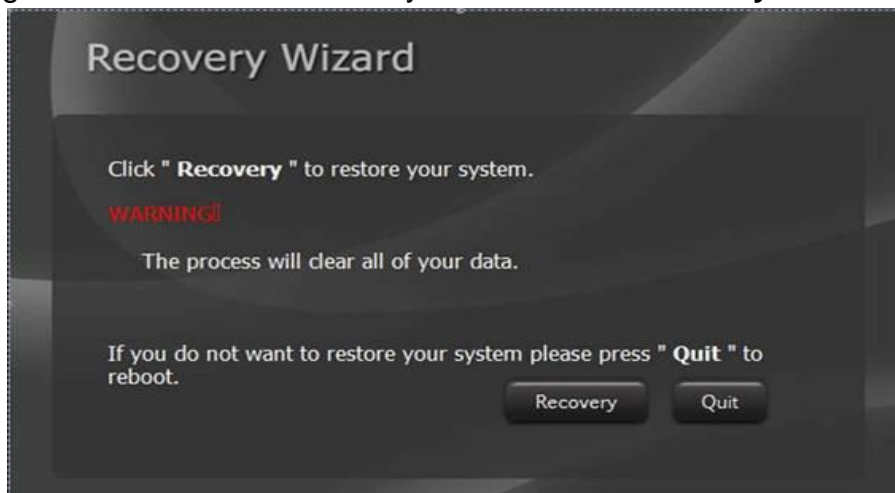 Recovery Wizard
Click " Recovery " to restore your system.
WARNING▯
The process will clear all of your data.
If you do not want to restore your system please press " Quit " to
reboot.
Recovery Quit